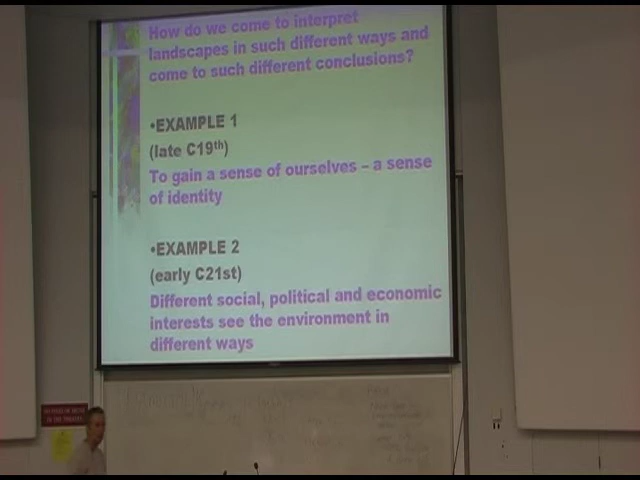 How do we come to interpret
landscapes in such different ways and
come to such different conclusions?
•EXAMPLE 1
(late C19th)
To gain a sense of ourselves – a sense
of identity
•EXAMPLE 2
(early C21st)
Different social, political and economic
interests see the environment in
different ways